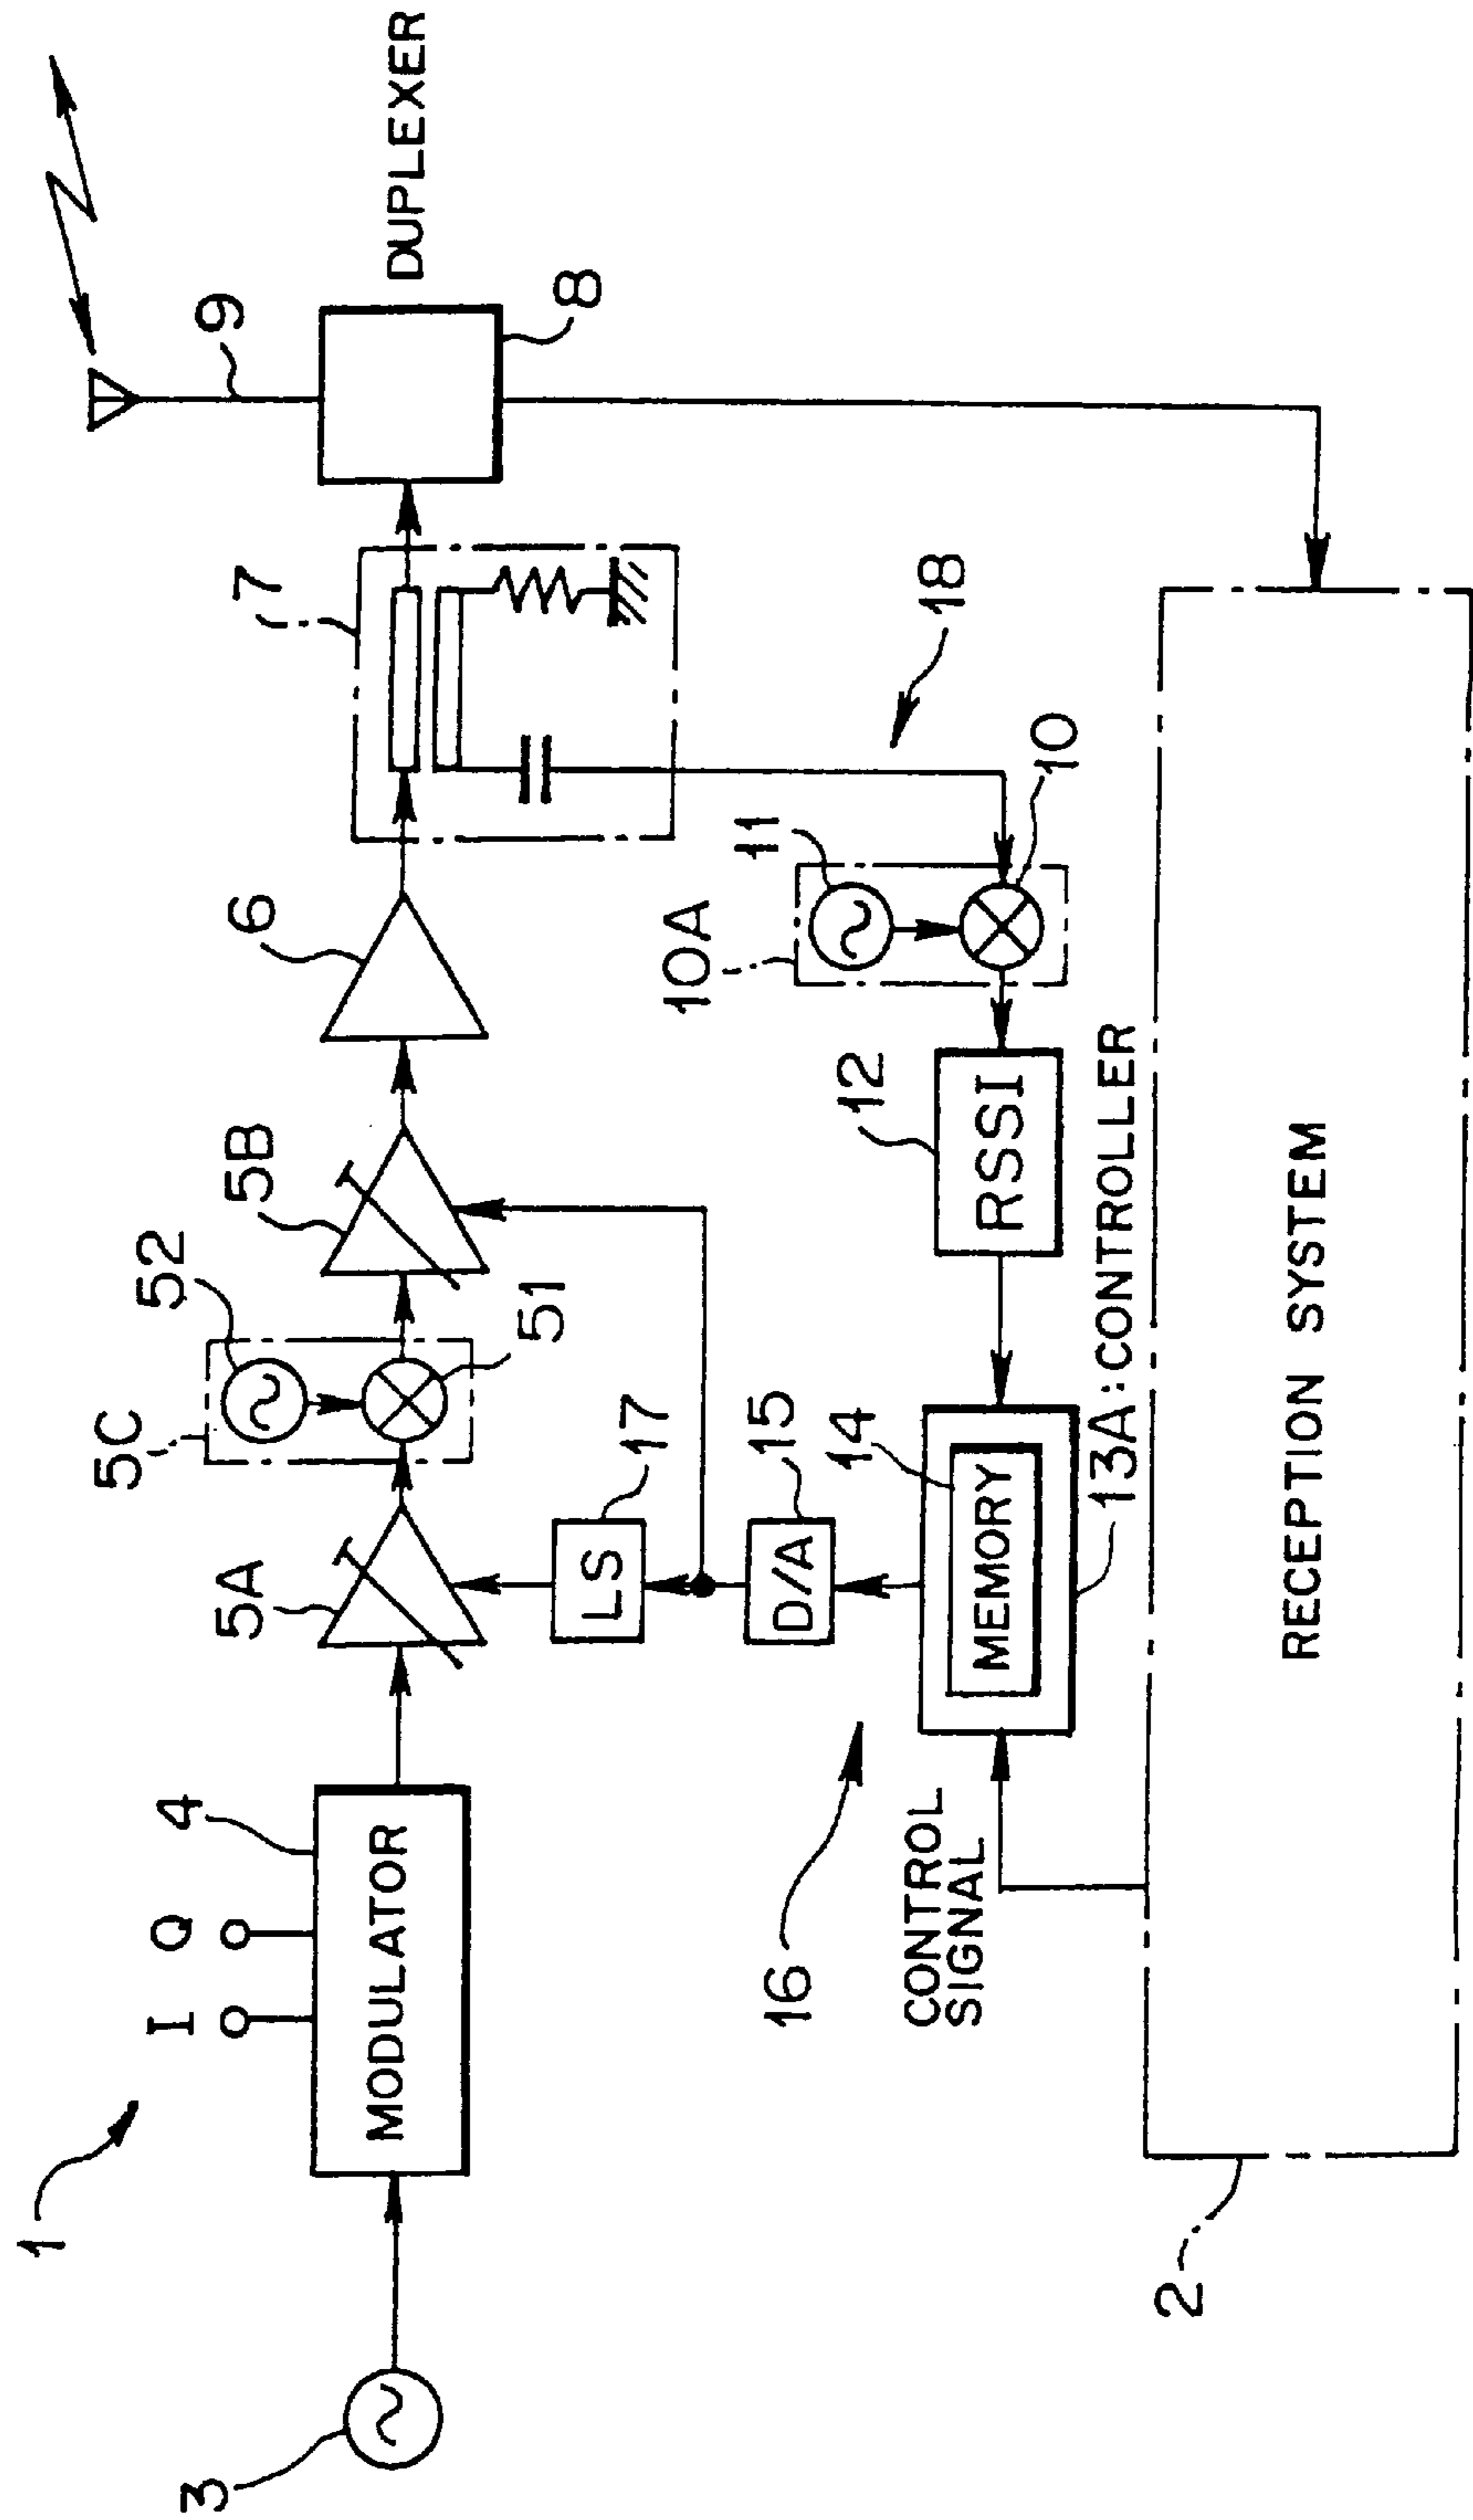 1
I Q
4
3
MODULATOR
5A
5C
52
51
5B
6
7
9
DUPLEXER
8
LS
17
D/A
15
10A
11
18
10
16
CONTROL
SIGNAL
MEMORY
14
13A: CONTROLLER
RSSI
12
2
RECEPTION SYSTEM